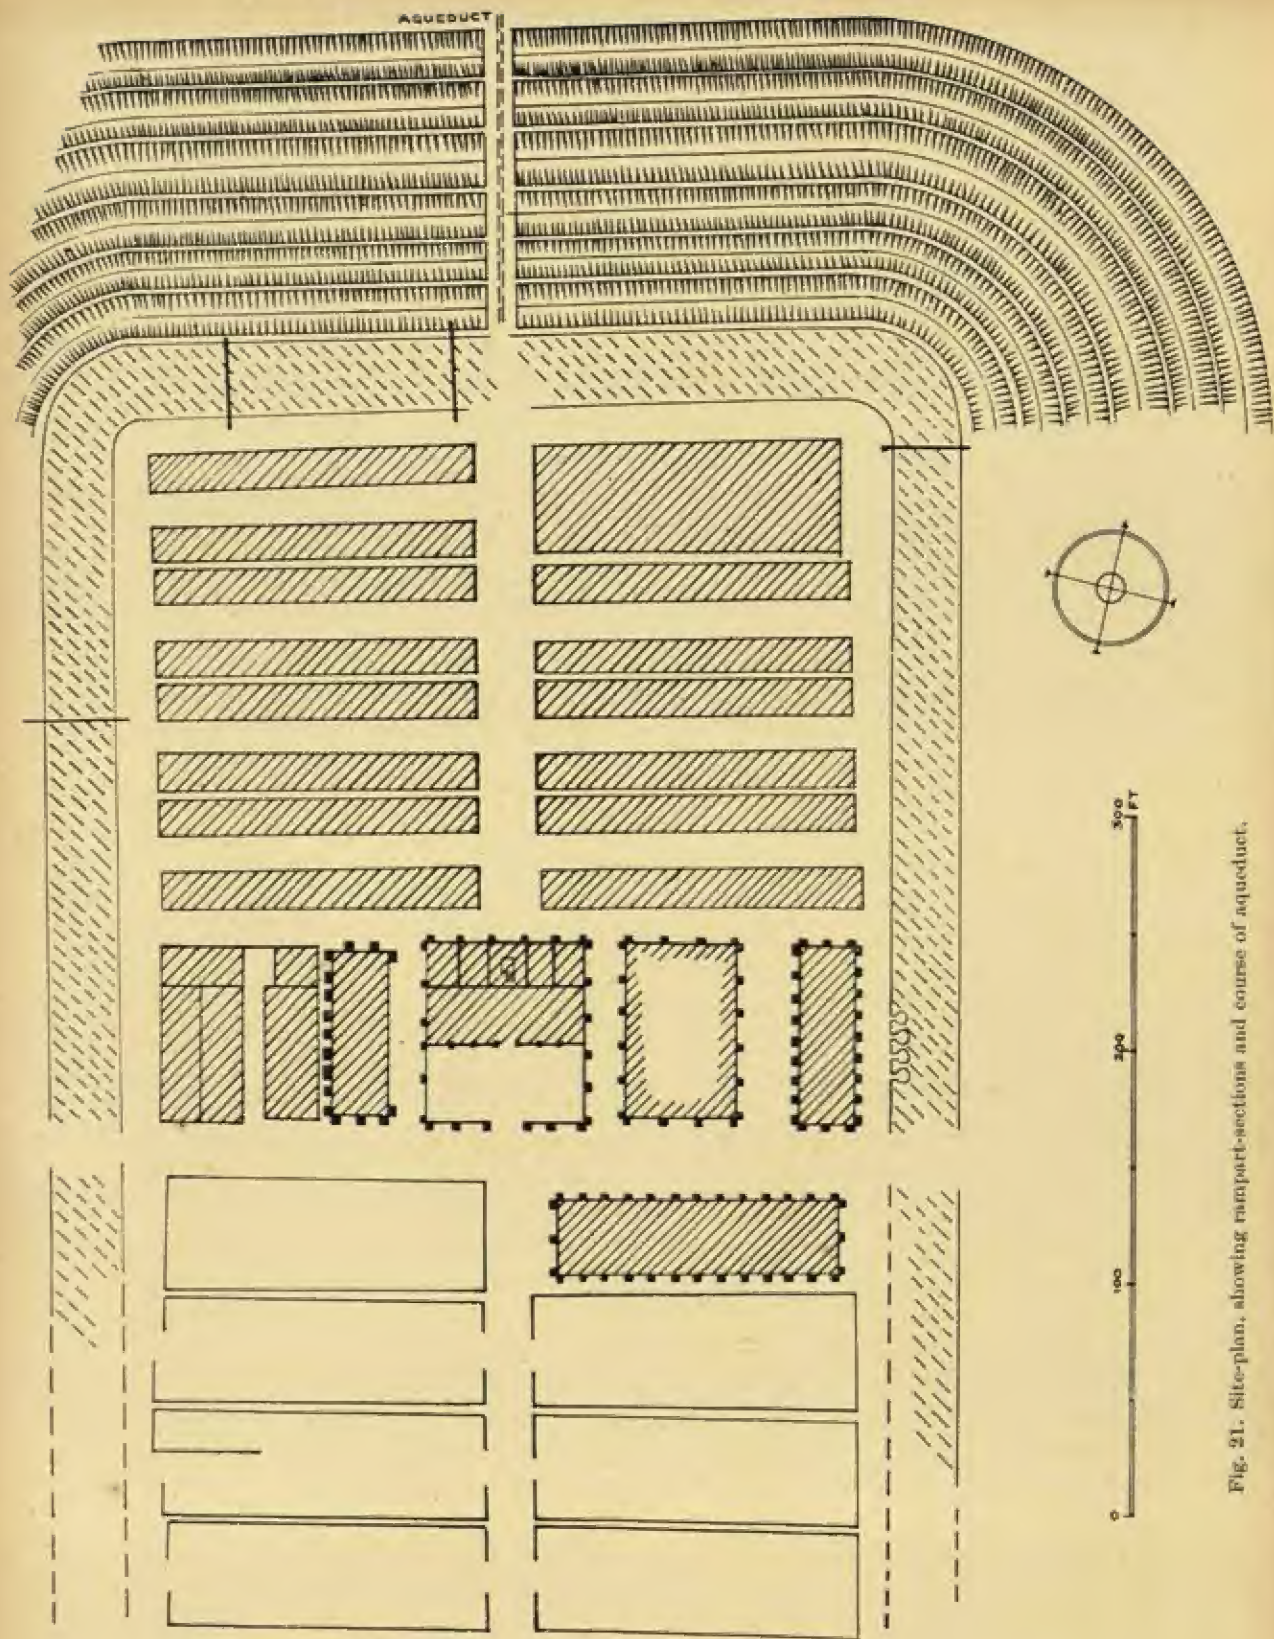 AQUEDUCT
300
FT
200
100
0
Fig. 21. Site-plan, showing rampart-sections and course of aqueduct.